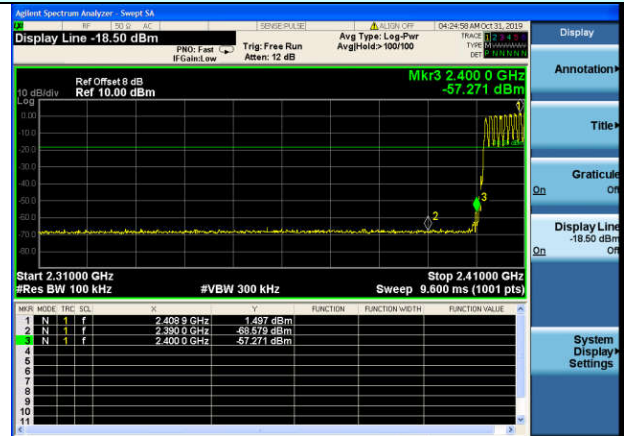 Agilent Spectrum Analyzer - Swept SA
RF 50 Ω AC SENSE:PULSE ALIGN OFF 04:24:58 AM Oct 31, 2019
Display Line -18.50 dBm
PNO: Fast
IFGain:Low
Trig: Free Run
Atten: 12 dB
Avg Type: Log-Pwr
Avg|Hold:>100/100
TRACE 1 2 3 4 5 6
TYPE M
DET P N N N N N
Ref Offset 8 dB
10 dB/div Ref 10.00 dBm
Mkr3 2.400 0 GHz
-57.271 dBm
Log
0.00
-10.0
-20.0
-30.0
-40.0
-50.0
-60.0
-70.0
-80.0
1
2
3
Start 2.31000 GHz Stop 2.41000 GHz
#Res BW 100 kHz #VBW 300 kHz Sweep 9.600 ms (1001 pts)
MKR MODE TRC SCL X Y FUNCTION FUNCTION WIDTH FUNCTION VALUE
1 N 1 f 2.408 9 GHz 1.497 dBm
2 N 1 f 2.390 0 GHz -68.579 dBm
3 N 1 f 2.400 0 GHz -57.271 dBm
4
5
6
7
8
9
10
11
Display
Annotation
Title
Graticule
On Off
Display Line
-18.50 dBm
On Off
System
Display
Settings